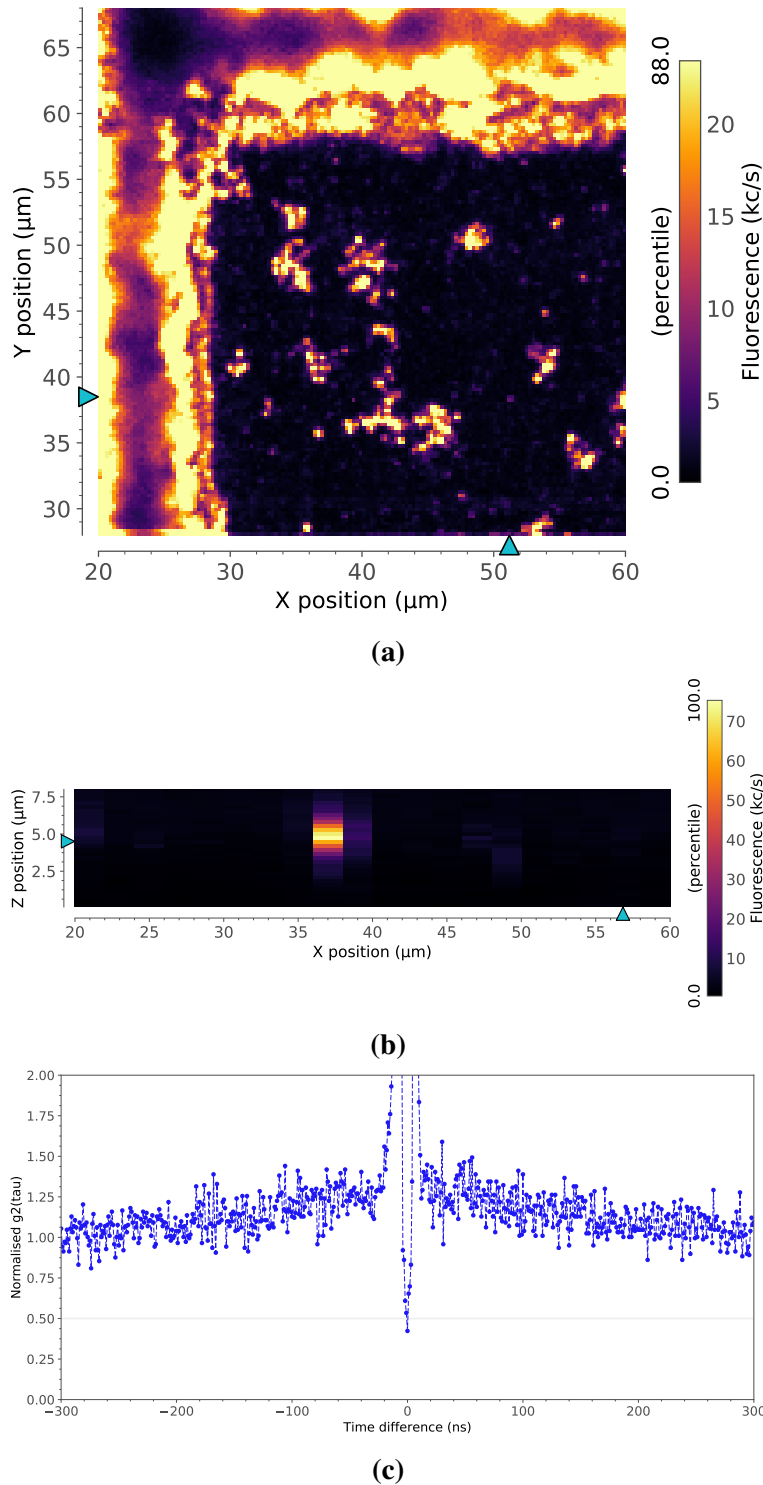 65
60
55
50
45
40
35
30
Y position (μm)
20 30 40 50 60
X position (μm)
88.0
(percentile)
0.0
20
15
10
5
Fluorescence (kc/s)
(a)
7.5
5.0
2.5
Z position (μm)
20 25 30 35 40 45 50 55 60
X position (μm)
100.0
(percentile)
0.0
70
60
50
40
30
20
10
Fluorescence (kc/s)
(b)
2.00
1.75
1.50
1.25
1.00
0.75
0.50
0.25
0.00
Normalised g2(tau)
−300 −200 −100 0 100 200 300
Time difference (ns)
(c)